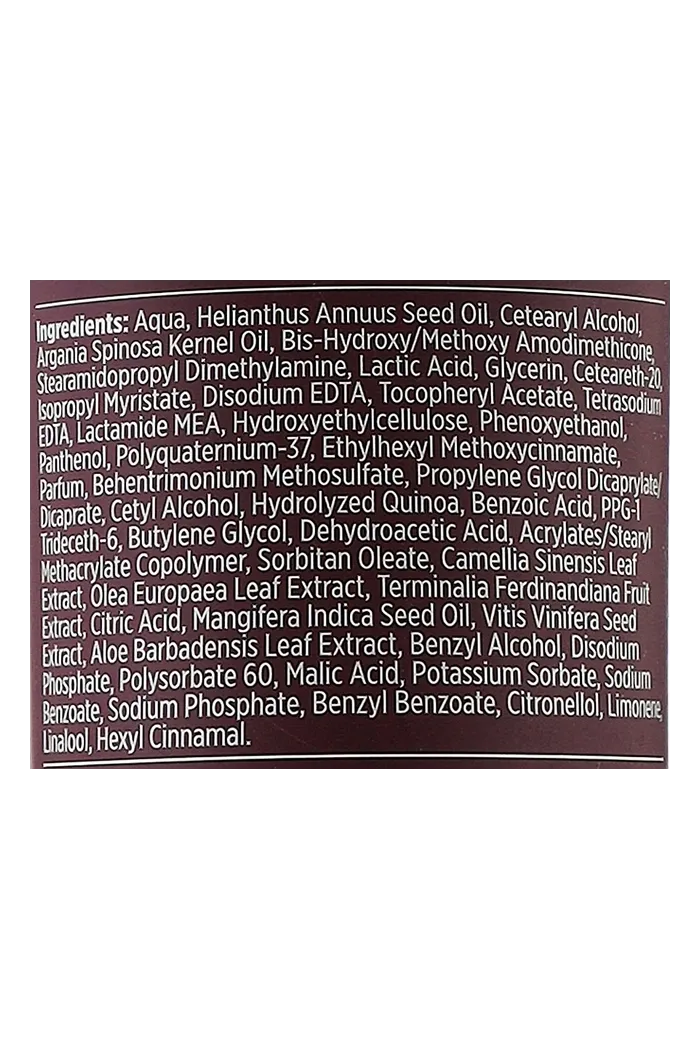 Ingredients: Aqua, Helianthus Annuus Seed Oil, Cetearyl Alcohol,
Argania Spinosa Kernel Oil, Bis-Hydroxy/Methoxy Amodimethicone,
Stearamidopropyl Dimethylamine, Lactic Acid, Glycerin, Ceteareth-20,
Isopropyl Myristate, Disodium EDTA, Tocopheryl Acetate, Tetrasodium
EDTA, Lactamide MEA, Hydroxyethylcellulose, Phenoxyethanol,
Panthenol, Polyquaternium-37, Ethylhexyl Methoxycinnamate,
Parfum, Behentrimonium Methosulfate, Propylene Glycol Dicaprylate/
Dicaprate, Cetyl Alcohol, Hydrolyzed Quinoa, Benzoic Acid, PPG-1
Trideceth-6, Butylene Glycol, Dehydroacetic Acid, Acrylates/Stearyl
Methacrylate Copolymer, Sorbitan Oleate, Camellia Sinensis Leaf
Extract, Olea Europaea Leaf Extract, Terminalia Ferdinandiana Fruit
Extract, Citric Acid, Mangifera Indica Seed Oil, Vitis Vinifera Seed
Extract, Aloe Barbadensis Leaf Extract, Benzyl Alcohol, Disodium
Phosphate, Polysorbate 60, Malic Acid, Potassium Sorbate, Sodium
Benzoate, Sodium Phosphate, Benzyl Benzoate, Citronellol, Limonene,
Linalool, Hexyl Cinnamal.